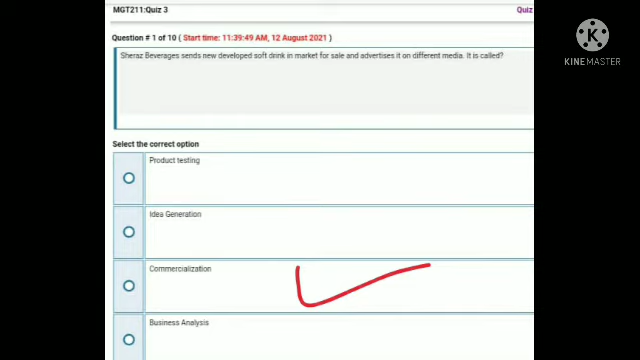 MGT211:Quiz 3
Quiz
Question # 1 of 10 ( Start time: 11:39:49 AM, 12 August 2021 )
Sheraz Beverages sends new developed soft drink in market for sale and advertises it on different media. It is called?
Select the correct option
Product testing
Idea Generation
Commercialization
Business Analysis
K
KINEMASTER